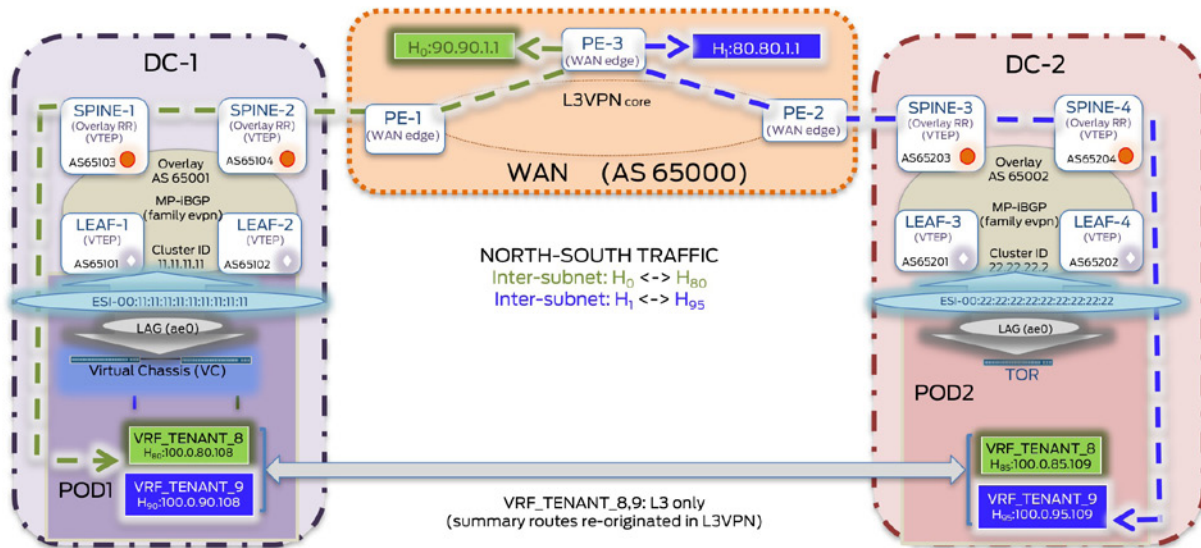 DC-1
SPINE-1
(Overlay RR)
(VTEP)
AS65103
SPINE-2
(Overlay RR)
(VTEP)
AS65104
Overlay
AS 65001
MP-iBGP
(family evpn)
Cluster ID
11.11.11.11
LEAF-1
(VTEP)
AS65101
LEAF-2
(VTEP)
AS65102
ESI-00:11:11:11:11:11:11:11:11:11
LAG (ae0)
Virtual Chassis (VC)
VRF_TENANT_8
H80:100.0.80.108
VRF_TENANT_9
H90:100.0.90.108
POD1
H0:90.90.1.1
PE-3
(WAN edge)
H1:80.80.1.1
L3VPN core
PE-1
(WAN edge)
PE-2
(WAN edge)
WAN (AS 65000)
NORTH-SOUTH TRAFFIC
Inter-subnet: H0 <-> H80
Inter-subnet: H1 <-> H95
VRF_TENANT_8,9: L3 only
(summary routes re-originated in L3VPN)
DC-2
SPINE-3
(Overlay RR)
(VTEP)
AS65203
SPINE-4
(Overlay RR)
(VTEP)
AS65204
Overlay
AS 65002
MP-iBGP
(family evpn)
Cluster ID
22.22.22.2
LEAF-3
(VTEP)
AS65201
LEAF-4
(VTEP)
AS65202
ESI-00:22:22:22:22:22:22:22:22:22
LAG (ae0)
TOR
POD2
VRF_TENANT_8
H85:100.0.85.109
VRF_TENANT_9
H95:100.0.95.109